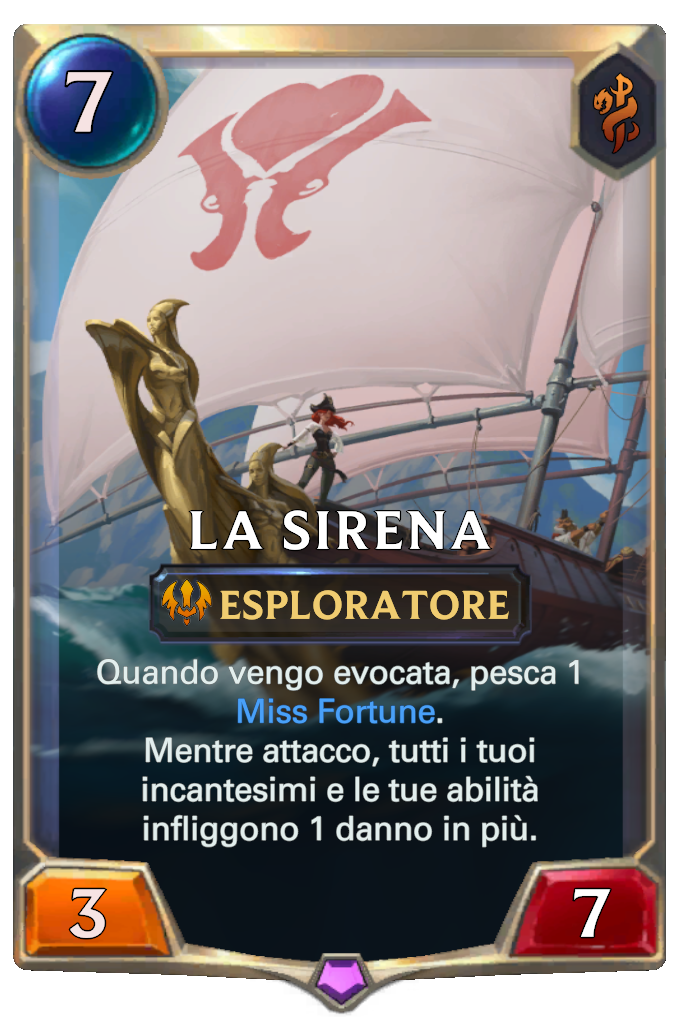 7
LA SIRENA
ESPLORATORE
Quando vengo evocata, pesca 1
Miss Fortune.
Mentre attacco, tutti i tuoi
incantesimi e le tue abilità
infliggono 1 danno in più.
3
7